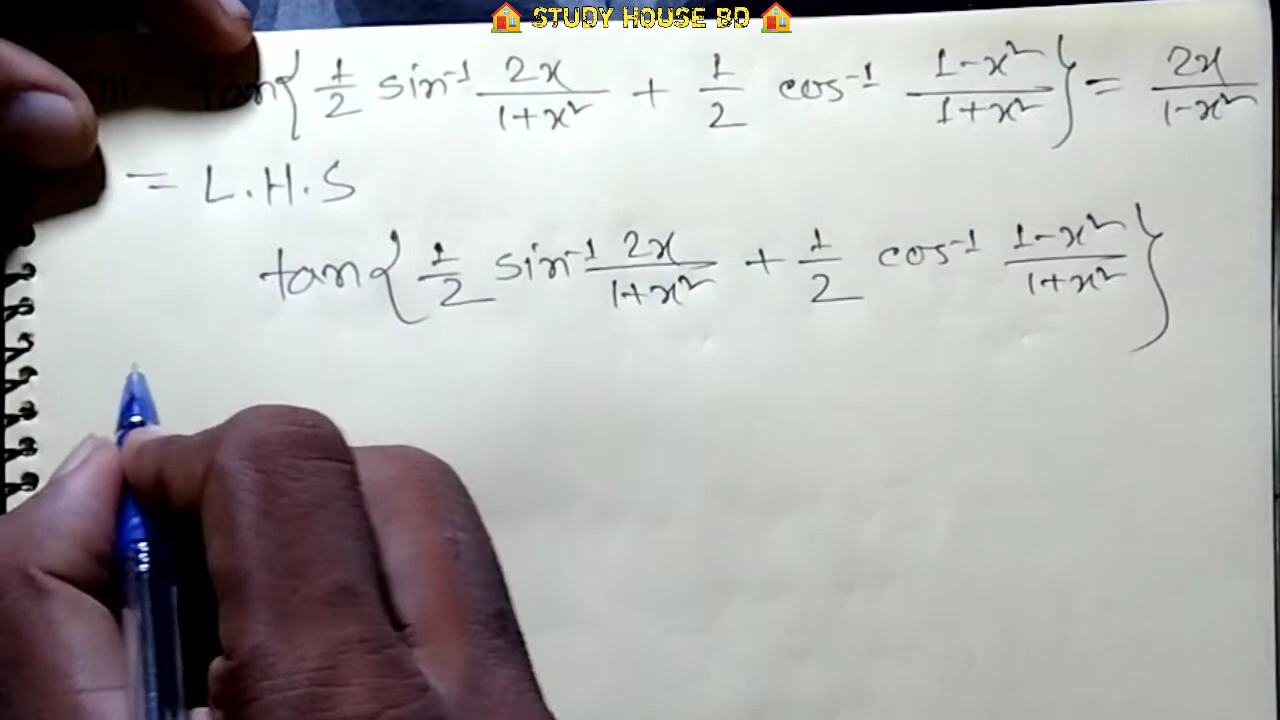 🏠 STUDY HOUSE BD 🏠
tan{ 1/2 sin⁻¹ 2x/1+x² + 1/2 cos⁻¹ 1-x²/1+x² } = 2x/1-x²
= L.H.S
tan{ 1/2 sin⁻¹ 2x/1+x² + 1/2 cos⁻¹ 1-x²/1+x² }